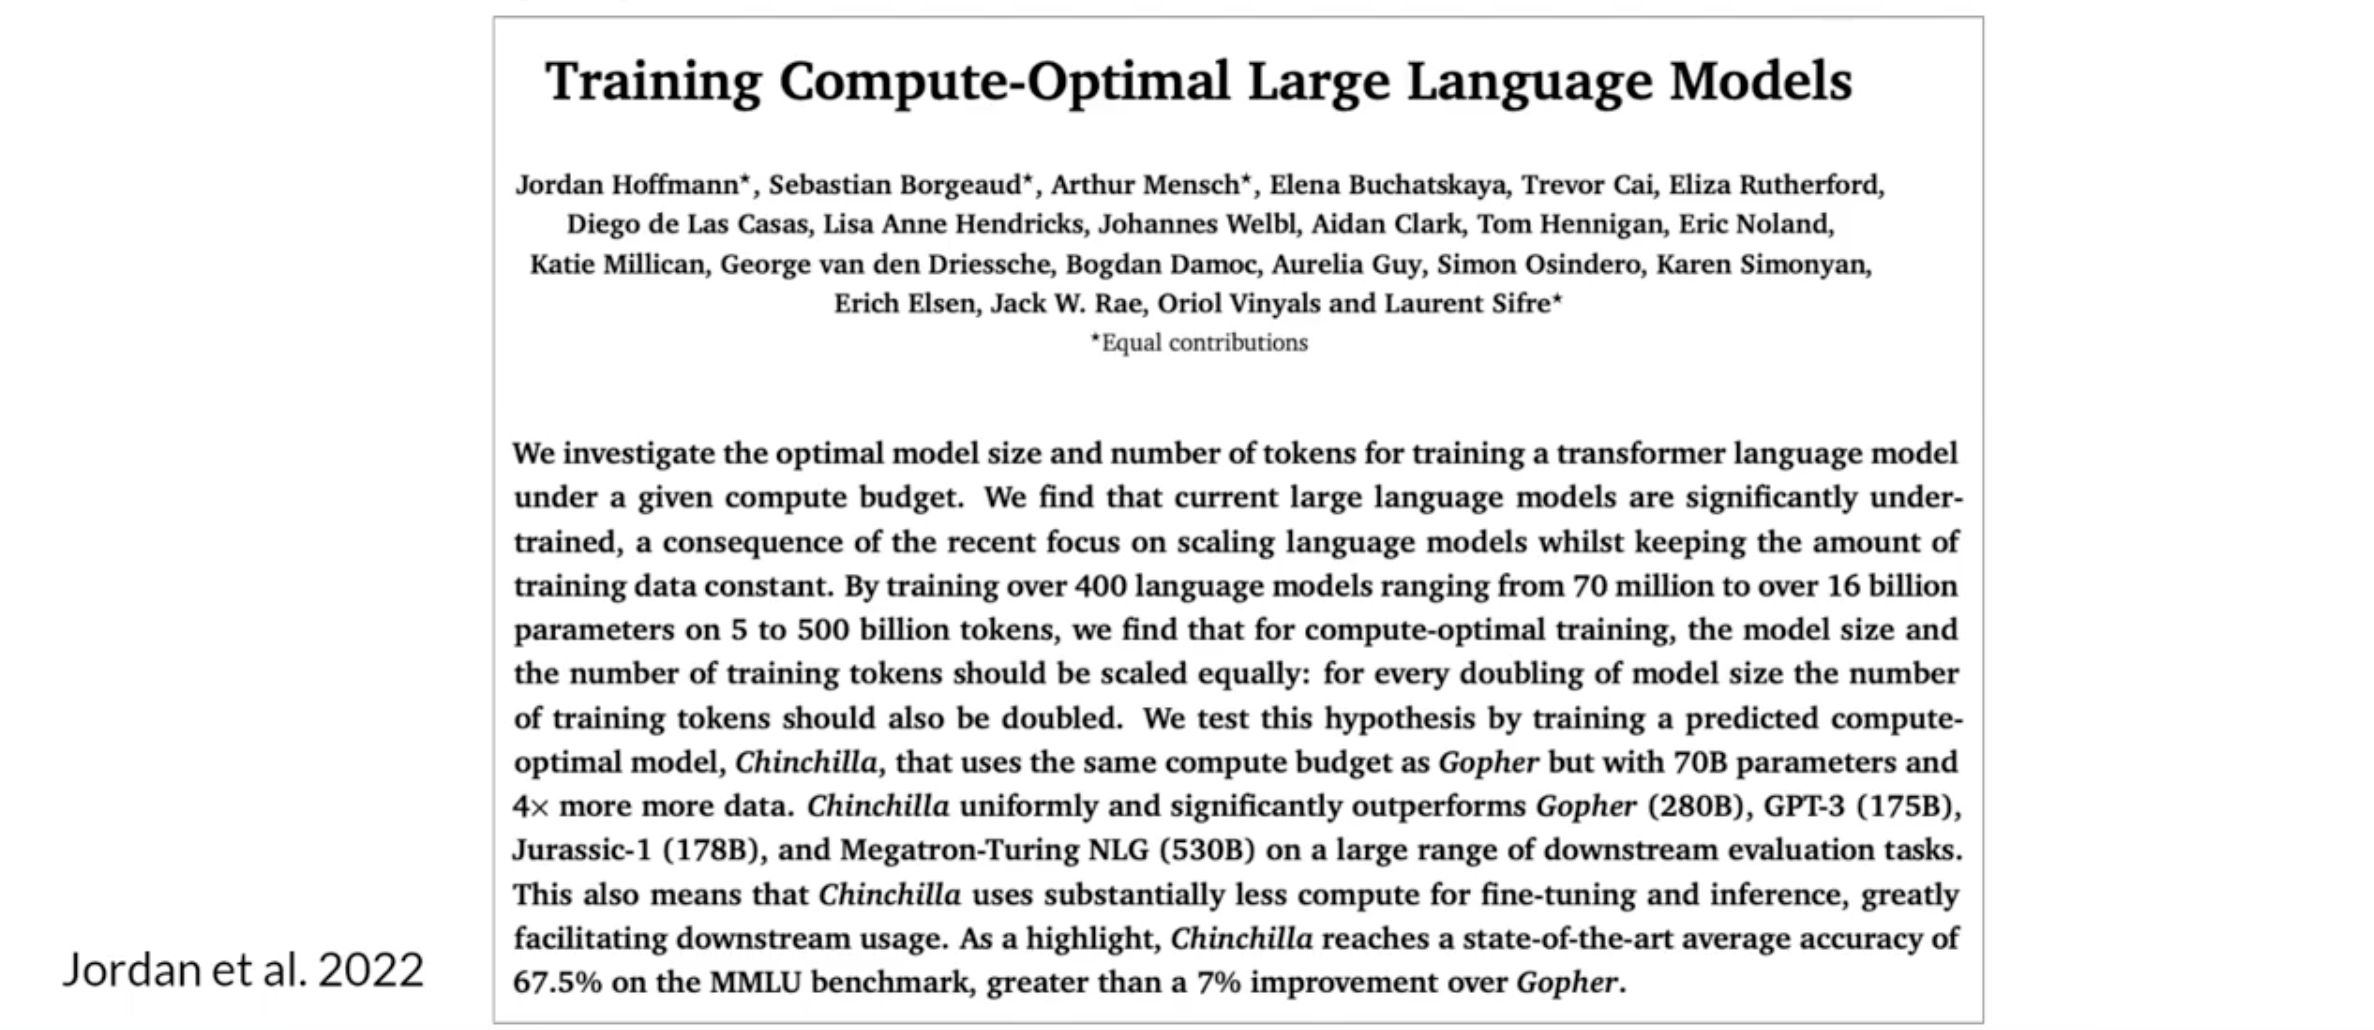 Training Compute-Optimal Large Language Models
Jordan Hoffmann★, Sebastian Borgeaud★, Arthur Mensch★, Elena Buchatskaya, Trevor Cai, Eliza Rutherford,
Diego de Las Casas, Lisa Anne Hendricks, Johannes Welbl, Aidan Clark, Tom Hennigan, Eric Noland,
Katie Millican, George van den Driessche, Bogdan Damoc, Aurelia Guy, Simon Osindero, Karen Simonyan,
Erich Elsen, Jack W. Rae, Oriol Vinyals and Laurent Sifre★
★Equal contributions
We investigate the optimal model size and number of tokens for training a transformer language model
under a given compute budget. We find that current large language models are significantly under-
trained, a consequence of the recent focus on scaling language models whilst keeping the amount of
training data constant. By training over 400 language models ranging from 70 million to over 16 billion
parameters on 5 to 500 billion tokens, we find that for compute-optimal training, the model size and
the number of training tokens should be scaled equally: for every doubling of model size the number
of training tokens should also be doubled. We test this hypothesis by training a predicted compute-
optimal model, Chinchilla, that uses the same compute budget as Gopher but with 70B parameters and
4× more more data. Chinchilla uniformly and significantly outperforms Gopher (280B), GPT-3 (175B),
Jurassic-1 (178B), and Megatron-Turing NLG (530B) on a large range of downstream evaluation tasks.
This also means that Chinchilla uses substantially less compute for fine-tuning and inference, greatly
facilitating downstream usage. As a highlight, Chinchilla reaches a state-of-the-art average accuracy of
67.5% on the MMLU benchmark, greater than a 7% improvement over Gopher.
Jordan et al. 2022